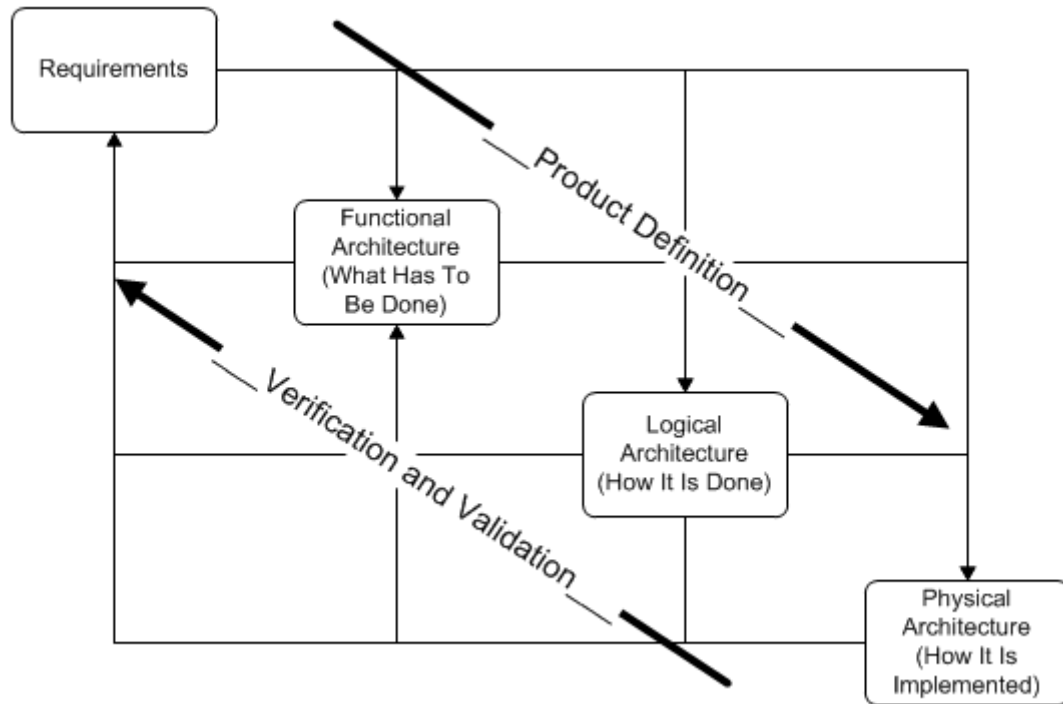 Requirements
Product Definition
Functional
Architecture
(What Has To
Be Done)
Verification and Validation
Logical
Architecture
(How It Is Done)
Physical
Architecture
(How It Is
Implemented)